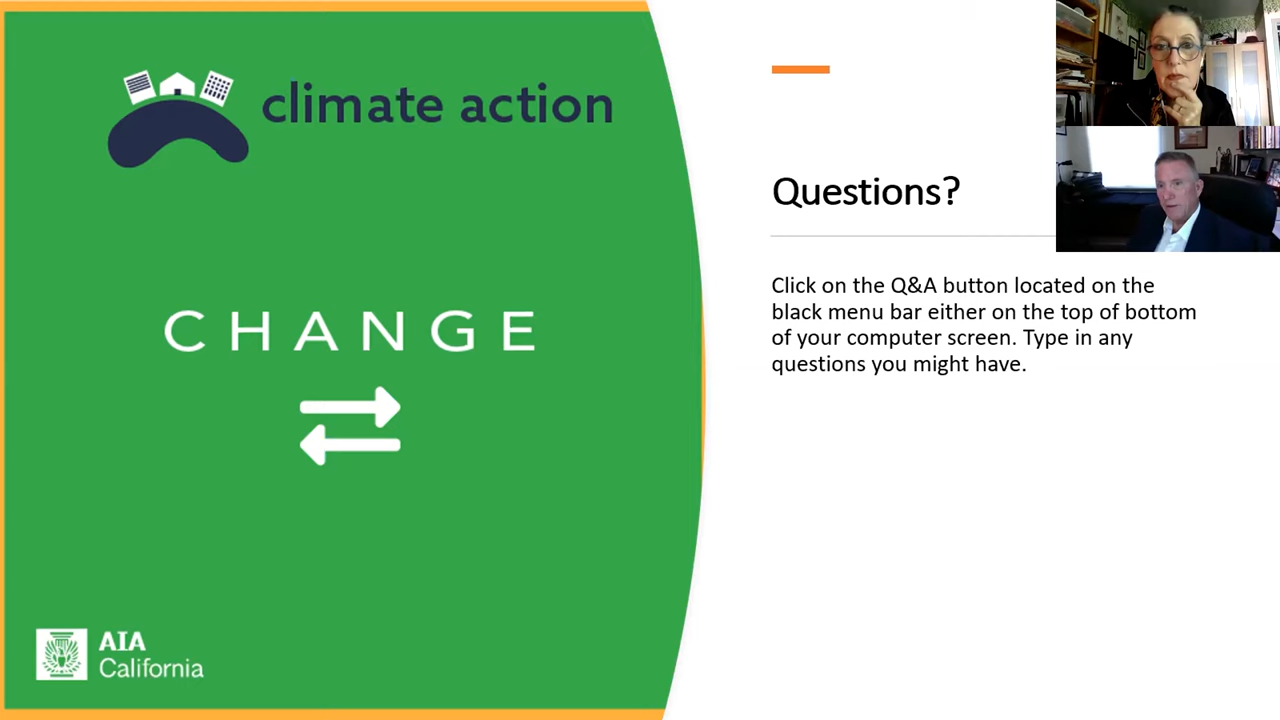 climate action
CHANGE
AIA
California
Questions?
Click on the Q&A button located on the
black menu bar either on the top of bottom
of your computer screen. Type in any
questions you might have.